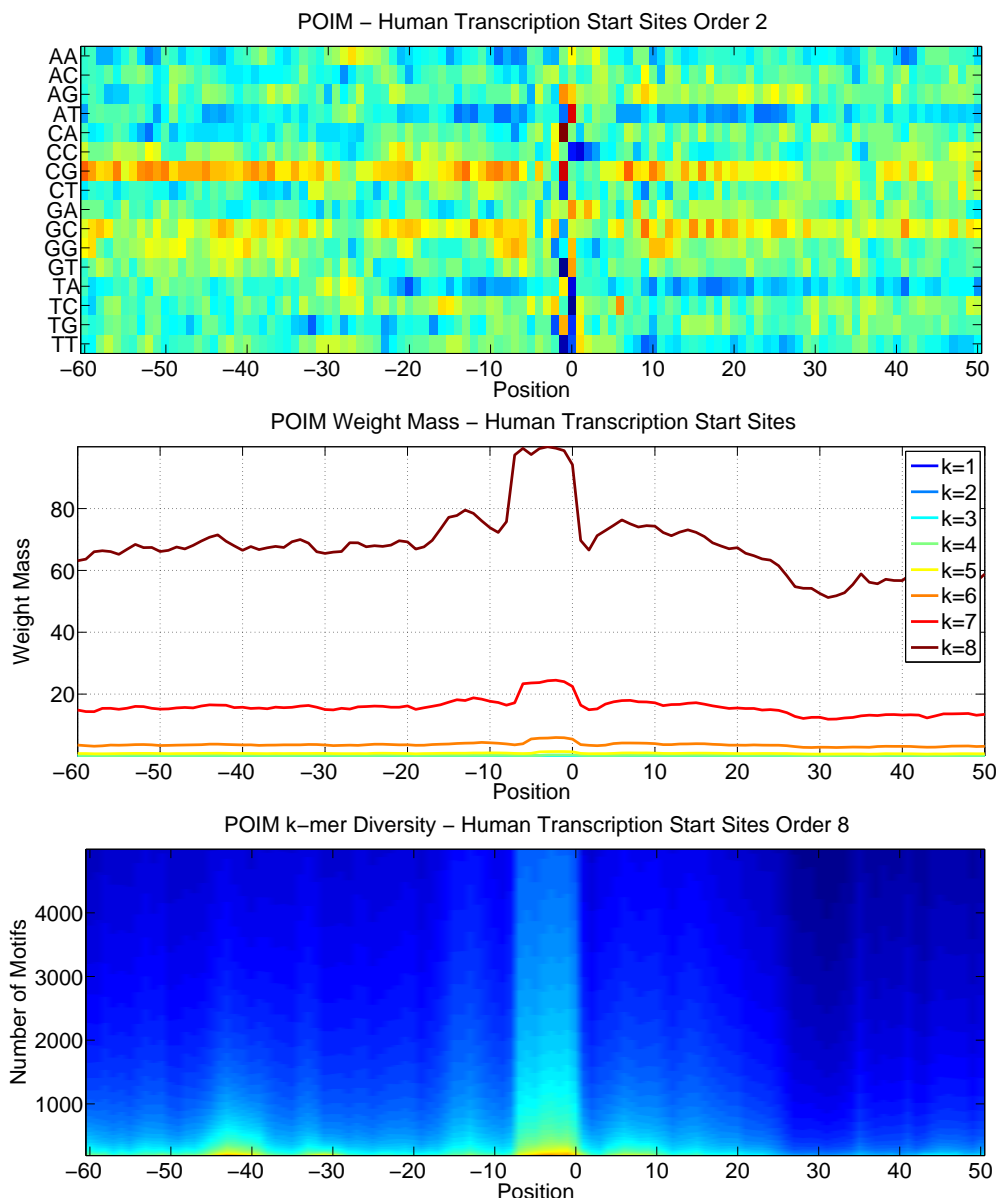 POIM − Human Transcription Start Sites Order 2
AA
AC
AG
AT
CA
CC
CG
CT
GA
GC
GG
GT
TA
TC
TG
TT
−60 −50 −40 −30 −20 −10 0 10 20 30 40 50
Position
POIM Weight Mass − Human Transcription Start Sites
Weight Mass
80
60
40
20
k=1
k=2
k=3
k=4
k=5
k=6
k=7
k=8
−60 −50 −40 −30 −20 −10 0 10 20 30 40 50
Position
POIM k−mer Diversity − Human Transcription Start Sites Order 8
Number of Motifs
4000
3000
2000
1000
−60 −50 −40 −30 −20 −10 0 10 20 30 40 50
Position